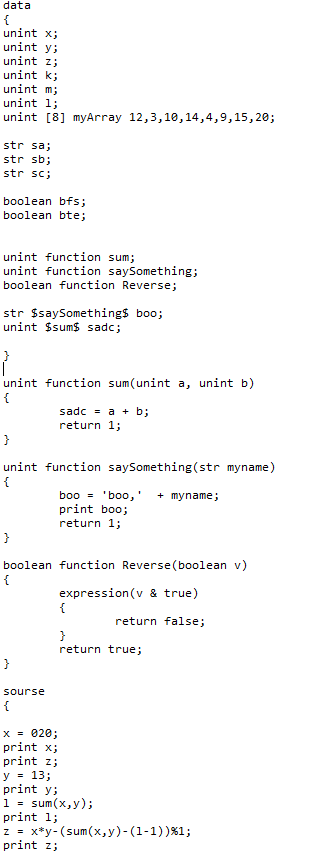 data
{
unint x;
unint y;
unint z;
unint k;
unint m;
unint l;
unint [8] myArray 12,3,10,14,4,9,15,20;
str sa;
str sb;
str sc;
boolean bfs;
boolean bte;
unint function sum;
unint function saySomething;
boolean function Reverse;
str $saySomething$ boo;
unint $sum$ sadc;
}
unint function sum(unint a, unint b)
{
sadc = a + b;
return 1;
}
unint function saySomething(str myname)
{
boo = 'boo,'  + myname;
print boo;
return 1;
}
boolean function Reverse(boolean v)
{
expression(v & true)
{
return false;
}
return true;
}
sourse
{
x = 020;
print x;
print z;
y = 13;
print y;
l = sum(x,y);
print l;
z = x*y-(sum(x,y)-(l-1))%1;
print z;